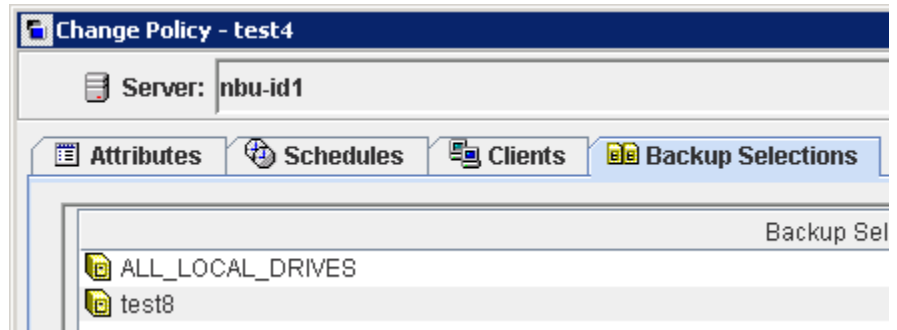 Change Policy - test4
Server: nbu-id1
Attributes Schedules Clients Backup Selections
Backup Sel
ALL_LOCAL_DRIVES
test8